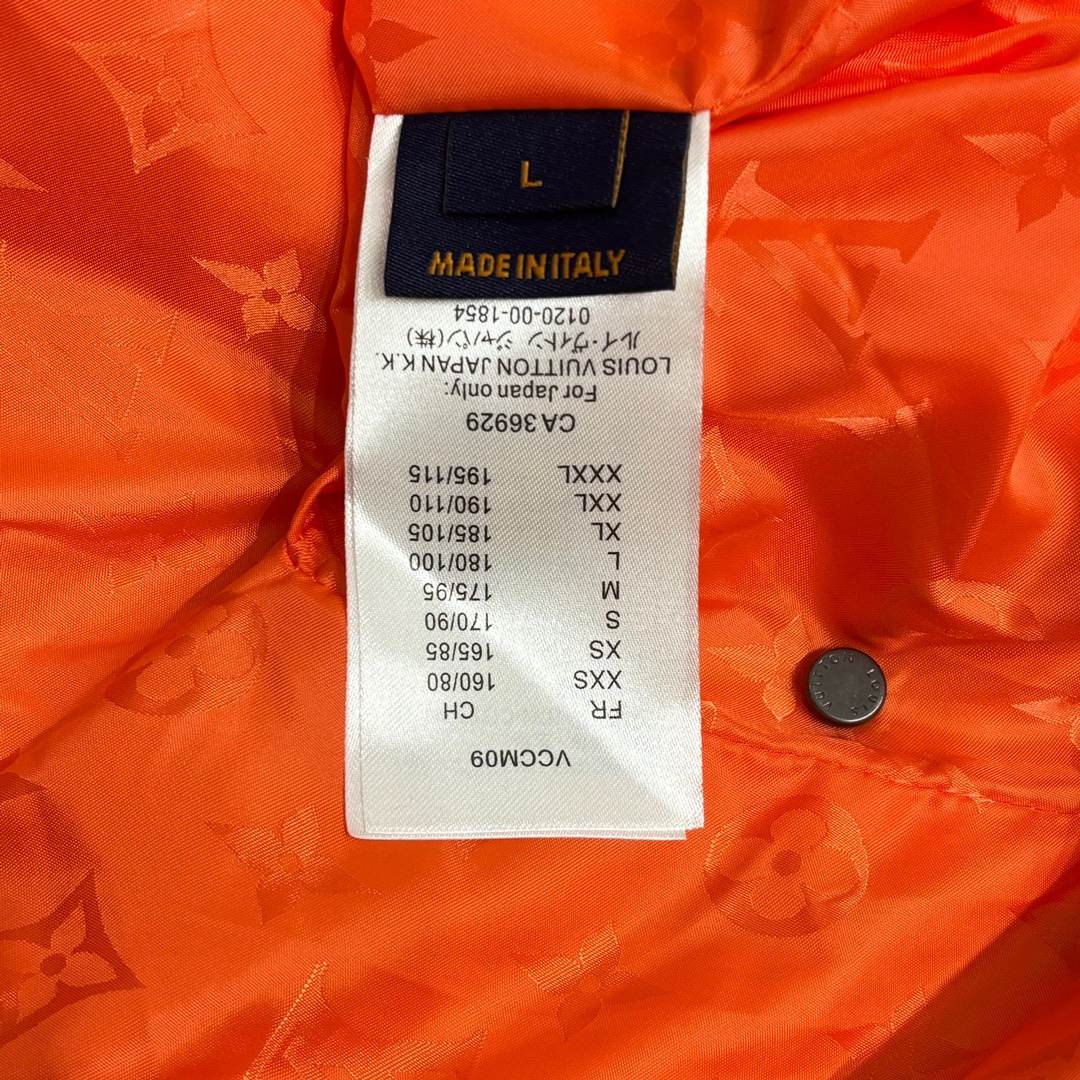 L
MADE IN ITALY
VCCM09
FR CH
XXS 160/80
XS 165/85
S 170/90
M 175/95
L 180/100
XL 185/105
XXL 190/110
XXXL 195/115
CA 36929
For Japan only:
LOUIS VUITTON JAPAN K.K.
ルイ・ヴィトン ジャパン(株)
0120-00-1854
LOUIS VUITTON